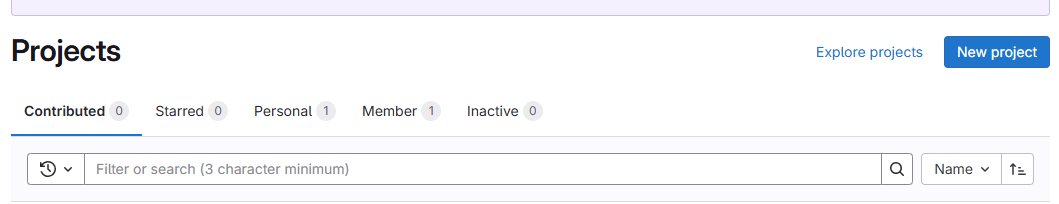 Projects
Explore projects
New project
Contributed 0
Starred 0
Personal 1
Member 1
Inactive 0
Filter or search (3 character minimum)
Name